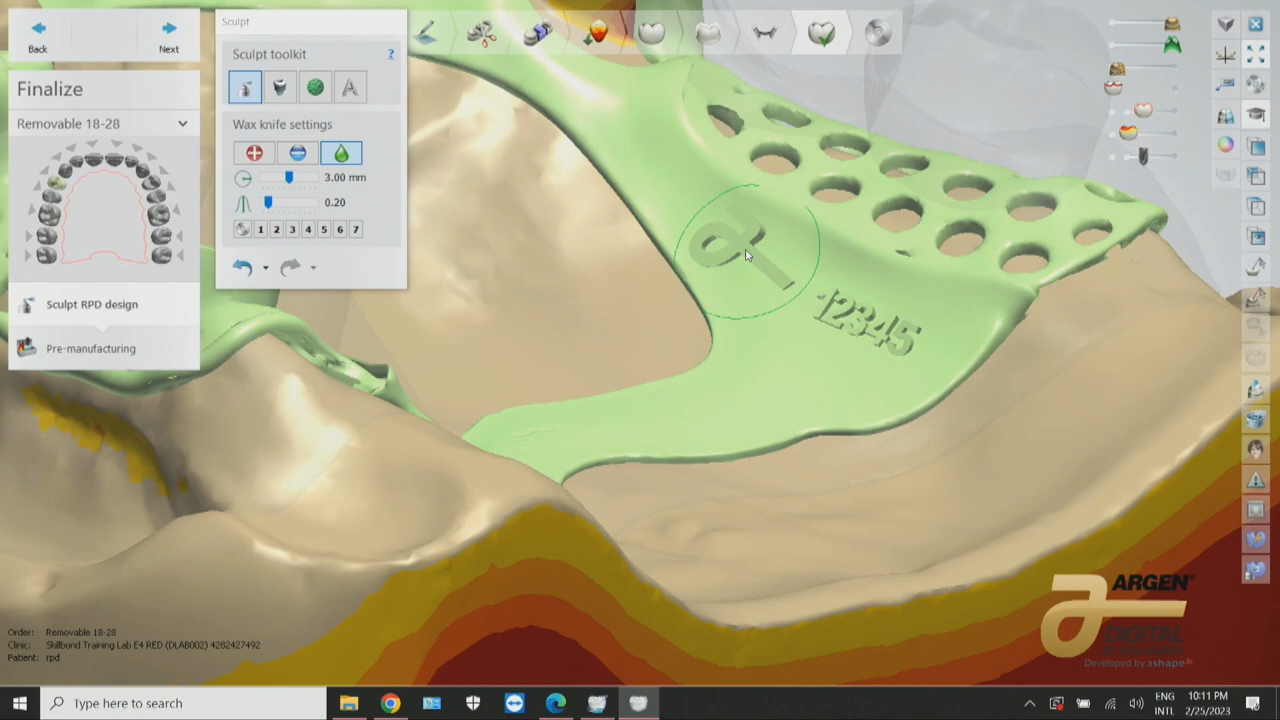 Back
Next
Finalize
Removable 18-28
Sculpt RPD design
Pre-manufacturing
Sculpt
Sculpt toolkit
?
Wax knife settings
3.00 mm
0.20
1 2 3 4 5 6 7
12345
ARGEN
DIGITAL
Developed by 3shape
Order: Removable 18-28
Clinic: Skillbond Training Lab E4 RED (DLAB002) 4282427492
Patient: rpd
Type here to search
ENG
INTL
10:11 PM
2/25/2023